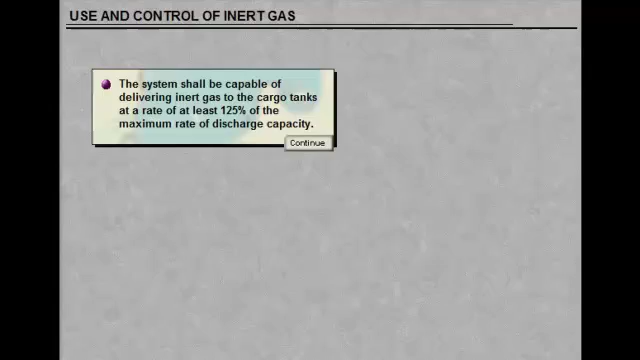 USE AND CONTROL OF INERT GAS
The system shall be capable of
delivering inert gas to the cargo tanks
at a rate of at least 125% of the
maximum rate of discharge capacity.
Continue